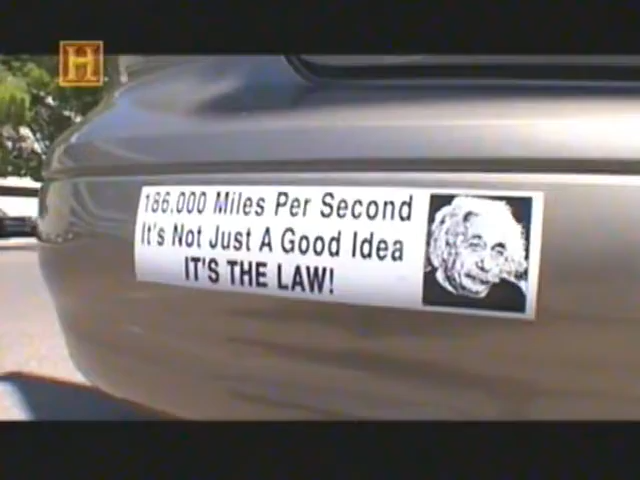 H
186,000 Miles Per Second
It's Not Just A Good Idea
IT'S THE LAW!